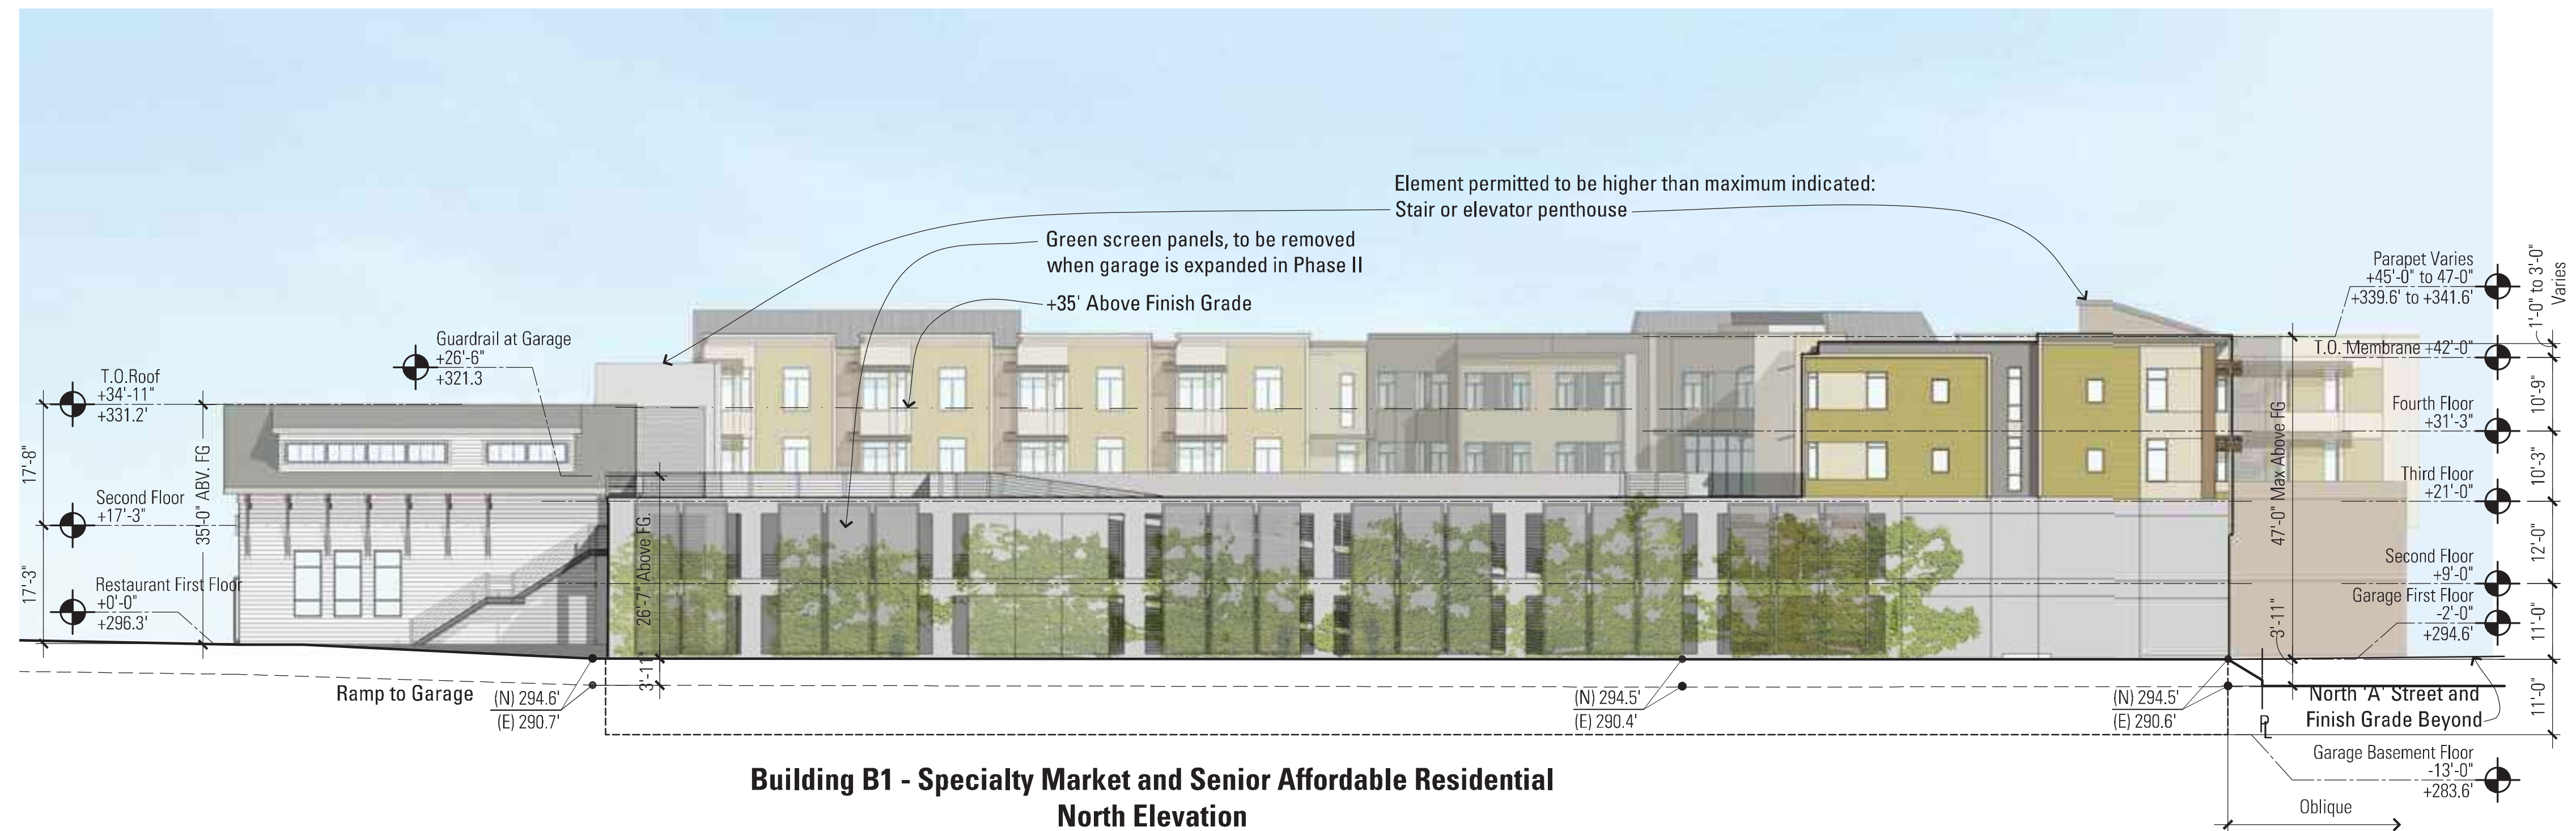 Element permitted to be higher than maximum indicated:
Stair or elevator penthouse
Green screen panels, to be removed
when garage is expanded in Phase II
+35' Above Finish Grade
Guardrail at Garage
+26'-6"
+321.3
T.O.Roof
+34'-11"
+331.2'
Second Floor
+17'-3"
Restaurant First Floor
+0'-0"
+296.3'
17'-8"
17'-3"
35'-0" ABV. FG
26'-7" Above FG.
3'-11"
Parapet Varies
+45'-0" to 47-0"
+339.6' to +341.6'
T.O. Membrane +42'-0"
Fourth Floor
+31'-3"
Third Floor
+21'-0"
Second Floor
+9'-0"
Garage First Floor
-2'-0"
+294.6'
47'-0" Max Above FG
3'-11"
1'-0" to 3'-0"
Varies
10'-9"
10'-3"
12'-0"
11'-0"
11'-0"
Ramp to Garage
(N) 294.6'
(E) 290.7'
(N) 294.5'
(E) 290.4'
(N) 294.5'
(E) 290.6'
North 'A' Street and
Finish Grade Beyond
PL
Garage Basement Floor
-13'-0"
+283.6'
Oblique
Building B1 - Specialty Market and Senior Affordable Residential
North Elevation